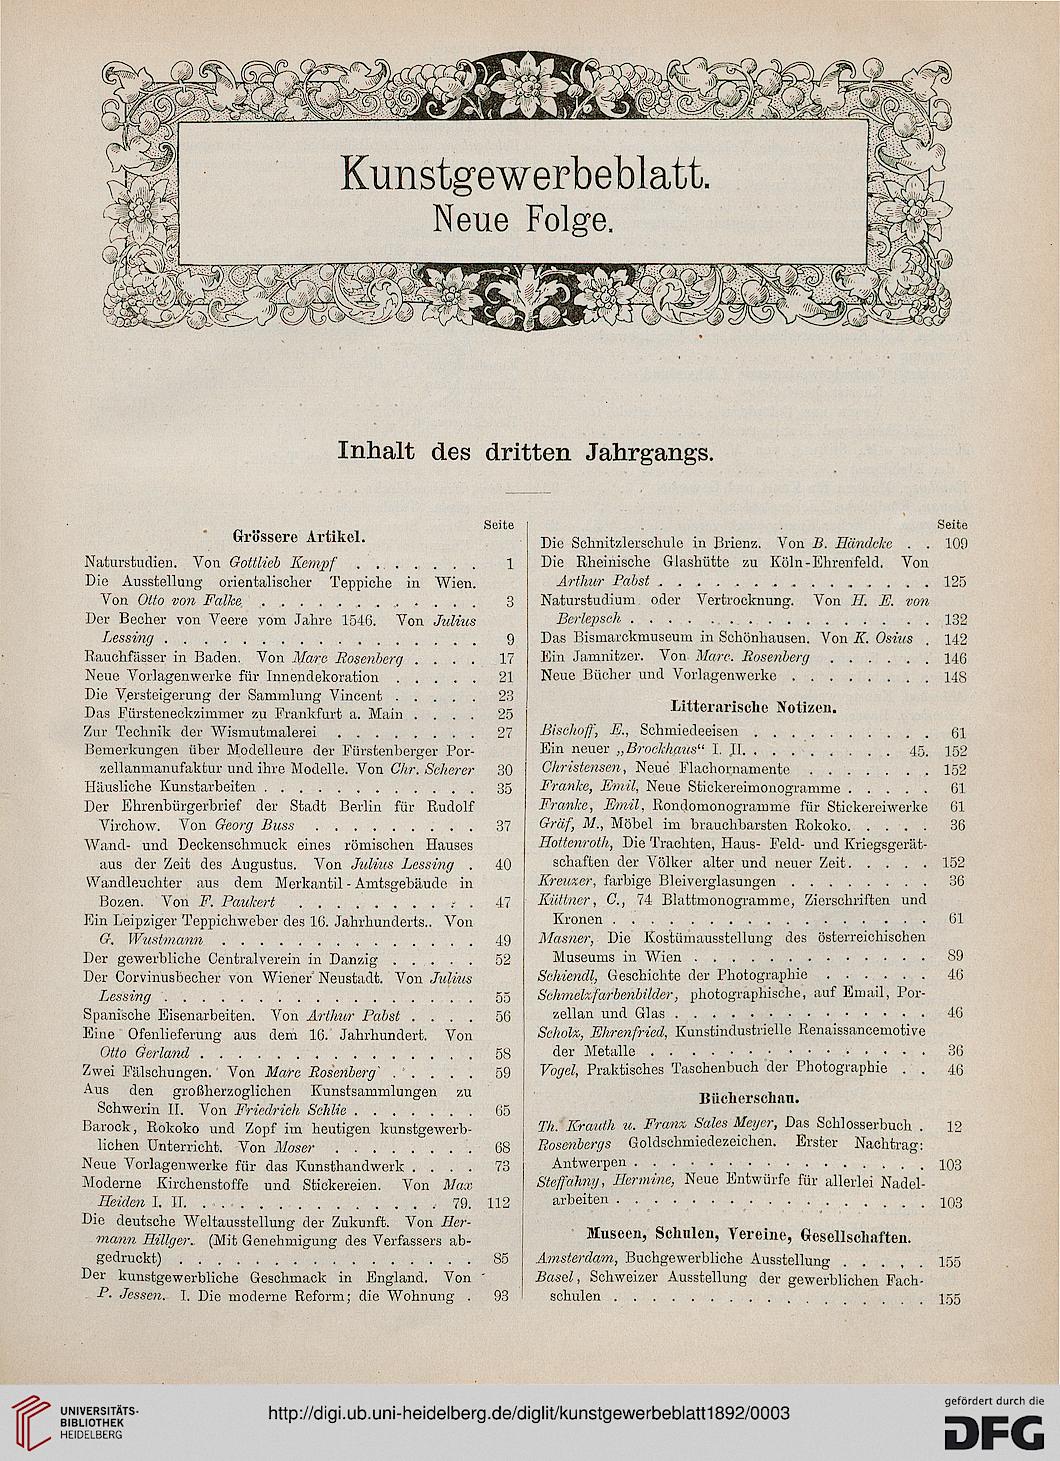 Kunstgewerbeblatt.
Neue Folge.
Inhalt des dritten Jahrgangs.
Seite
Grössere Artikel.
Naturstudien. Von Gottlieb Kempf . . . . . . . 1
Die Ausstellung orientalischer Teppiche in Wien.
Von Otto von Falke . . . . . . . . . . . . 3
Der Becher von Veere vom Jahre 1546. Von Julius
Lessing . . . . . . . . . . . . . . . . . 9
Rauchfässer in Baden. Von Marc Rosenberg . . . . 17
Neue Vorlagenwerke für Innendekoration . . . . . 21
Die Versteigerung der Sammlung Vincent . . . . . 23
Das Fürsteneckzimmer zu Frankfurt a. Main . . . . 25
Zur Technik der Wismutmalerei . . . . . . . . 27
Bemerkungen über Modelleure der Fürstenberger Por-
zellanmanufaktur und ihre Modelle. Von Chr. Scherer 30
Häusliche Kunstarbeiten . . . . . . . . . . . . 35
Der Ehrenbürgerbrief der Stadt Berlin für Rudolf
Virchow. Von Georg Buss . . . . . . . . . 37
Wand- und Deckenschmuck eines römischen Hauses
aus der Zeit des Augustus. Von Julius Lessing . 40
Wandleuchter aus dem Merkantil-Amtsgebäude in
Bozen. Von F. Paukert . . . . . . . . . . 47
Ein Leipziger Teppichweber des 16. Jahrhunderts.. Von
G. Wustmann . . . . . . . . . . . . . . 49
Der gewerbliche Centralverein in Danzig . . . . . 52
Der Corvinusbecher von Wiener Neustadt. Von Julius
Lessing . . . . . . . . . . . . . . . . . 55
Spanische Eisenarbeiten. Von Arthur Pabst . . . . 56
Eine Ofenlieferung aus dem 16. Jahrhundert. Von
Otto Gerland . . . . . . . . . . . . . . . 58
Zwei Fälschungen. Von Marc Rosenberg . . . . . 59
Aus den großherzoglichen Kunstsammlungen zu
Schwerin II. Von Friedrich Schlie . . . . . . . 65
Barock, Rokoko und Zopf im heutigen kunstgewerb-
lichen Unterricht. Von Moser . . . . . . . . 68
Neue Vorlagenwerke für das Kunsthandwerk . . . . 73
Moderne Kirchenstoffe und Stickereien. Von Max
Heiden I. II. . . . . . . . . . . . . . . 79. 112
Die deutsche Weltausstellung der Zukunft. Von Her-
mann Hillger. (Mit Genehmigung des Verfassers ab-
gedruckt) . . . . . . . . . . . . . . . . 85
Der kunstgewerbliche Geschmack in England. Von
P. Jessen. I. Die moderne Reform; die Wohnung . 93
Seite
Die Schnitzlerschule in Brienz. Von B. Händcke . . 109
Die Rheinische Glashütte zu Köln-Ehrenfeld. Von
Arthur Pabst . . . . . . . . . . . . . . . 125
Naturstudium oder Vertrocknung. Von H. E. von
Berlepsch . . . . . . . . . . . . . . . . 132
Das Bismarckmuseum in Schönhausen. Von K. Osius . 142
Ein Jamnitzer. Von Marc. Rosenberg . . . . . . 146
Neue Bücher und Vorlagenwerke . . . . . . . . 148
Litterarische Notizen.
Bischoff, E., Schmiedeeisen . . . . . . . . . . 61
Ein neuer „Brockhaus“ I. II. . . . . . . . . 45. 152
Christensen, Neue Flachornamente . . . . . . . 152
Franke, Emil, Neue Stickereimonogramme . . . . . 61
Franke, Emil, Rondomonogramme für Stickereiwerke 61
Gräf, M., Möbel im brauchbarsten Rokoko. . . . . 36
Hottenroth, Die Trachten, Haus- Feld- und Kriegsgerät-
schaften der Völker alter und neuer Zeit. . . . . 152
Kreuzer, farbige Bleiverglasungen . . . . . . . . 36
Küttner, C., 74 Blattmonogramme, Zierschriften und
Kronen . . . . . . . . . . . . . . . . . 61
Masner, Die Kostümausstellung des österreichischen
Museums in Wien . . . . . . . . . . . . . 89
Schiendl, Geschichte der Photographie . . . . . . 46
Schmelzfarbenbilder, photographische, auf Email, Por-
zellan und Glas . . . . . . . . . . . . . . 46
Scholz, Ehrenfried, Kunstindustrielle Renaissancemotive
der Metalle . . . . . . . . . . . . . . . 36
Vogel, Praktisches Taschenbuch der Photographie . . 46
Bücherschau.
Th. Krauth u. Franz Sales Meyer, Das Schlosserbuch . 12
Rosenbergs Goldschmiedezeichen. Erster Nachtrag:
Antwerpen . . . . . . . . . . . . . . . . 103
Steffahny, Hermine, Neue Entwürfe für allerlei Nadel-
arbeiten . . . . . . . . . . . . . . . . . 103
Museen, Schulen, Vereine, Gesellschaften.
Amsterdam, Buchgewerbliche Ausstellung . . . . . 155
Basel, Schweizer Ausstellung der gewerblichen Fach-
schulen . . . . . . . . . . . . . . . . . 155
UNIVERSITÄTS-
BIBLIOTHEK
HEIDELBERG
http://digi.ub.uni-heidelberg.de/diglit/kunstgewerbeblatt1892/0003
gefördert durch die
DFG